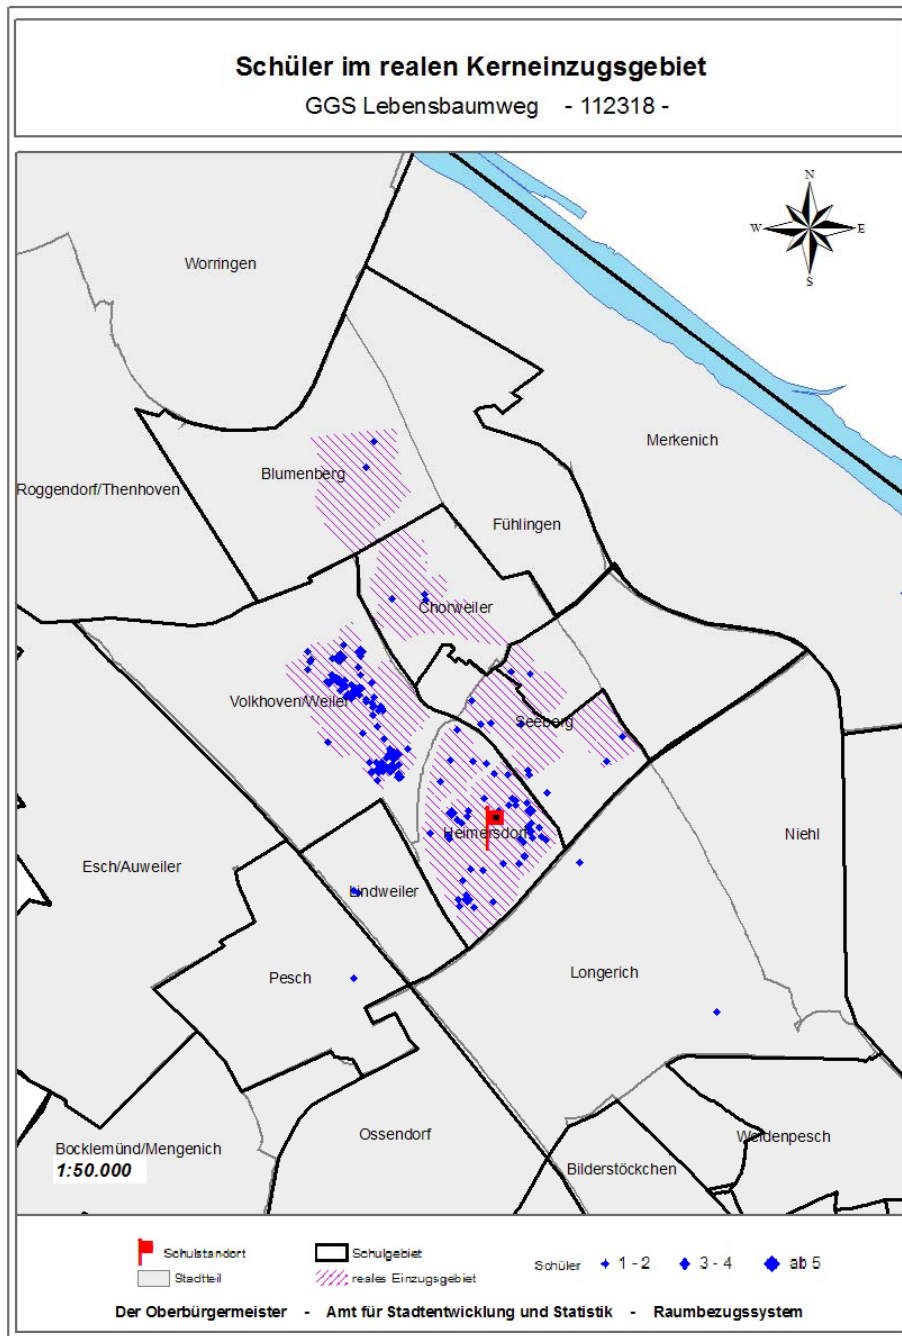 Schüler im realen Kerneinzugsgebiet
GGS Lebensbaumweg - 112318 -
N
W E
S
Worringen
Merkenich
Blumenberg
Roggendorf/Thenhoven
Fühlingen
Chorweiler
Volkhoven/Weiler
Seeberg
Heimersdorf
Niehl
Esch/Auweiler
Lindweiler
Longerich
Pesch
Ossendorf
Weidenpesch
Bocklemünd/Mengenich
Bilderstöckchen
1:50.000
Schulstandort Schulgebiet Schüler 1 - 2 3 - 4 ab 5
Stadtteil reales Einzugsgebiet
Der Oberbürgermeister - Amt für Stadtentwicklung und Statistik - Raumbezugssystem